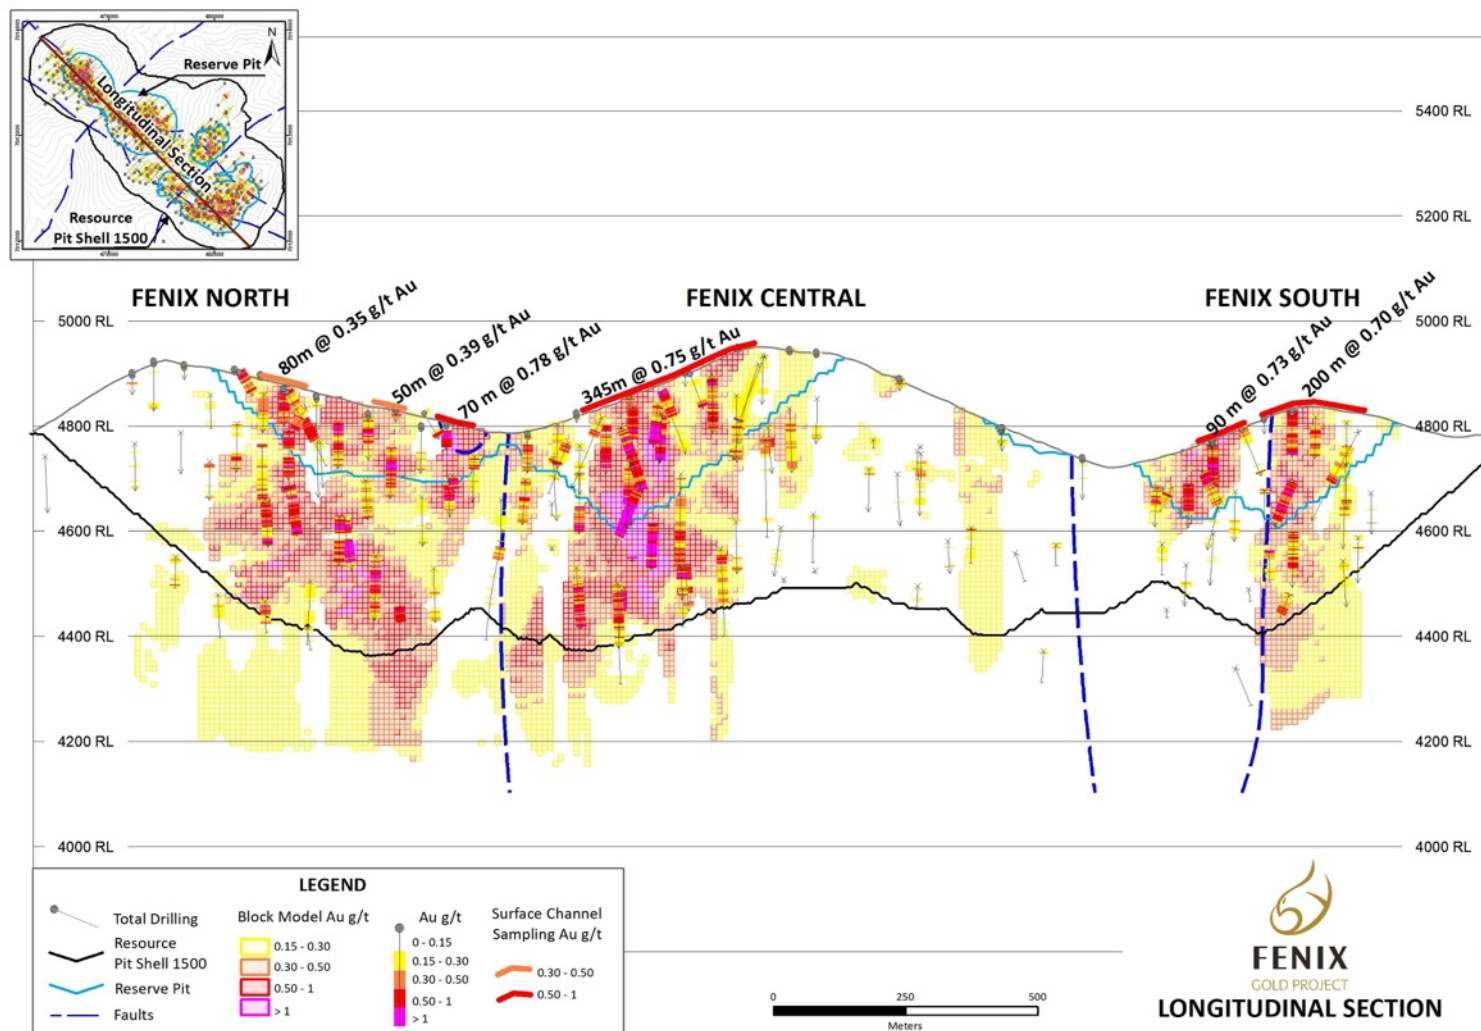 N
Reserve Pit
Longitudinal Section
Resource
Pit Shell 1500
5400 RL
5200 RL
FENIX NORTH
FENIX CENTRAL
FENIX SOUTH
5000 RL
5000 RL
80m @ 0.35 g/t Au
50m @ 0.39 g/t Au
70 m @ 0.78 g/t Au
345m @ 0.75 g/t Au
90 m @ 0.73 g/t Au
200 m @ 0.70 g/t Au
4800 RL
4800 RL
4600 RL
4600 RL
4400 RL
4400 RL
4200 RL
4200 RL
4000 RL
4000 RL
LEGEND
Total Drilling
Resource
Pit Shell 1500
Reserve Pit
Faults
Block Model Au g/t
0.15 - 0.30
0.30 - 0.50
0.50 - 1
> 1
Au g/t
0 - 0.15
0.15 - 0.30
0.30 - 0.50
0.50 - 1
> 1
Surface Channel
Sampling Au g/t
0.30 - 0.50
0.50 - 1
0 250 500
Meters
FENIX
GOLD PROJECT
LONGITUDINAL SECTION